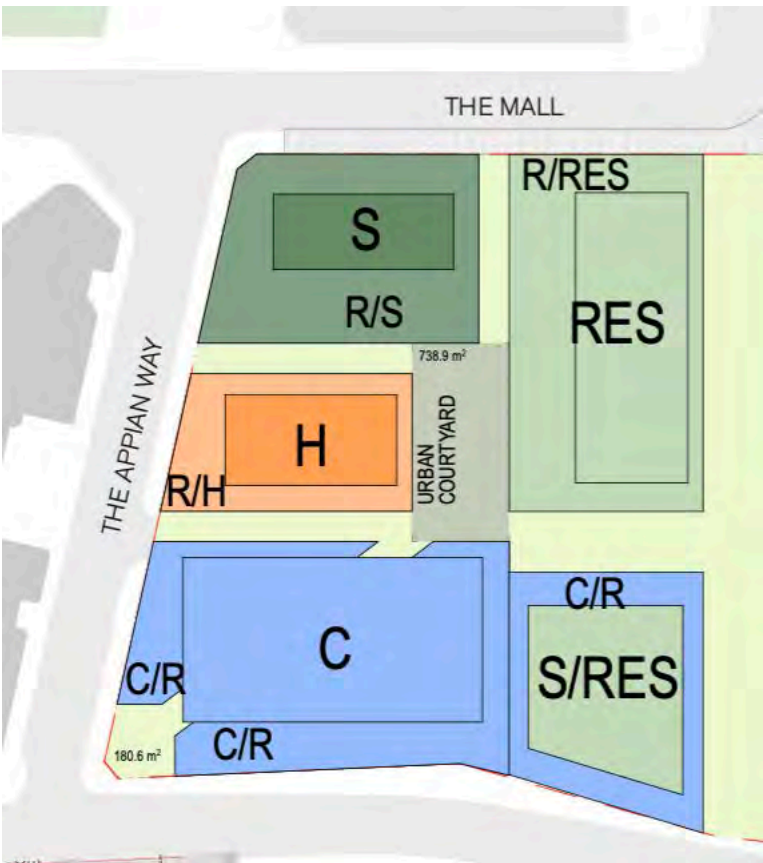 THE MALL
R/RES
S
R/S
RES
738.9 m²
THE APPIAN WAY
H
R/H
URBAN
COURTYARD
C/R
C
S/RES
C/R
C/R
180.6 m²